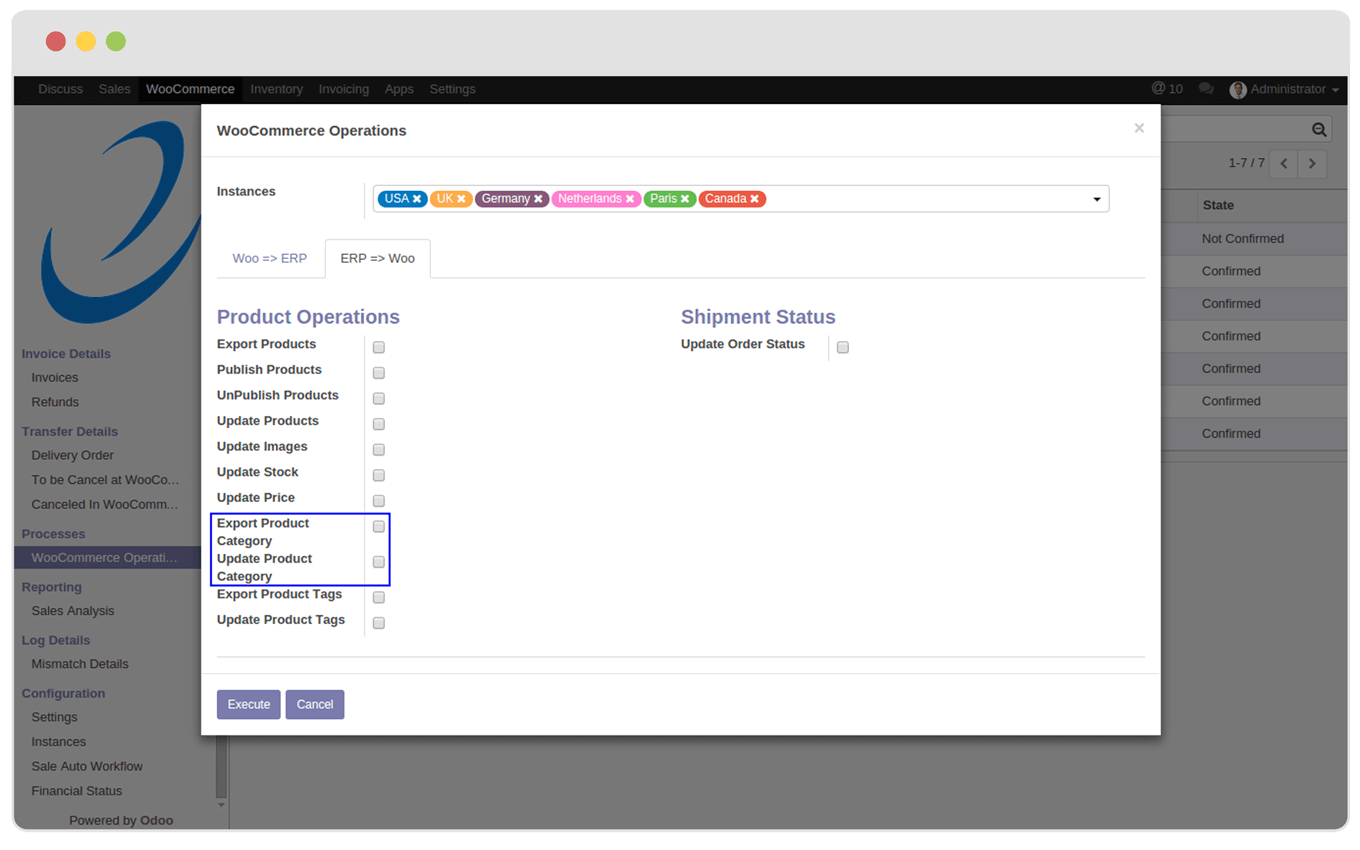 Discuss Sales WooCommerce Inventory Invoicing Apps Settings @ 10 Administrator
WooCommerce Operations ×
1-7 / 7
Instances USA UK Germany Netherlands Paris Canada
Woo => ERP ERP => Woo
Product Operations
Export Products
Publish Products
UnPublish Products
Update Products
Update Images
Update Stock
Update Price
Export Product
Category
Update Product
Category
Export Product Tags
Update Product Tags
Shipment Status
Update Order Status
Execute Cancel
State
Not Confirmed
Confirmed
Confirmed
Confirmed
Confirmed
Confirmed
Confirmed
Invoice Details
Invoices
Refunds
Transfer Details
Delivery Order
To be Cancel at WooCo...
Canceled In WooComm...
Processes
WooCommerce Operati...
Reporting
Sales Analysis
Log Details
Mismatch Details
Configuration
Settings
Instances
Sale Auto Workflow
Financial Status
Powered by Odoo